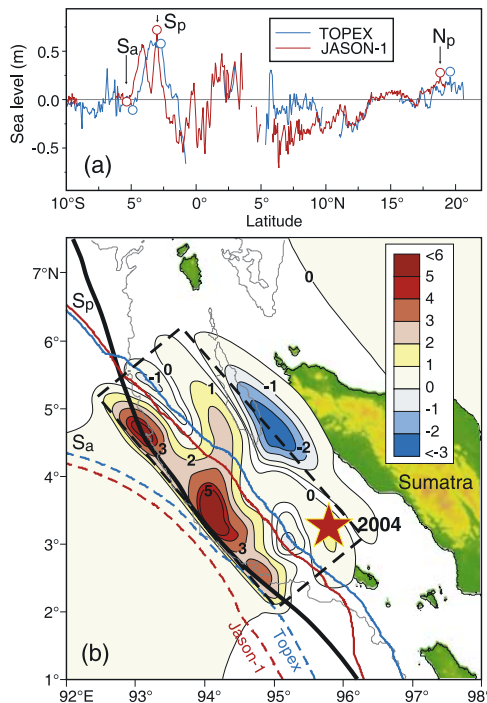 TOPEX
JASON-1
Sa
Sp
Np
Sea level (m)
0.5
0.0
-0.5
(a)
10°S
5°
0°
5°
10°N
15°
20°
Latitude
7°N
6°
5°
4°
3°
2°
1°
0
Sp
-1
0
1
-1
-2
3
2
Sa
5
0
3
2004
Sumatra
<6
5
4
3
2
1
0
-1
-2
<-3
Jason-1
Topex
(b)
92°E
93°
94°
95°
96°
97°
98°